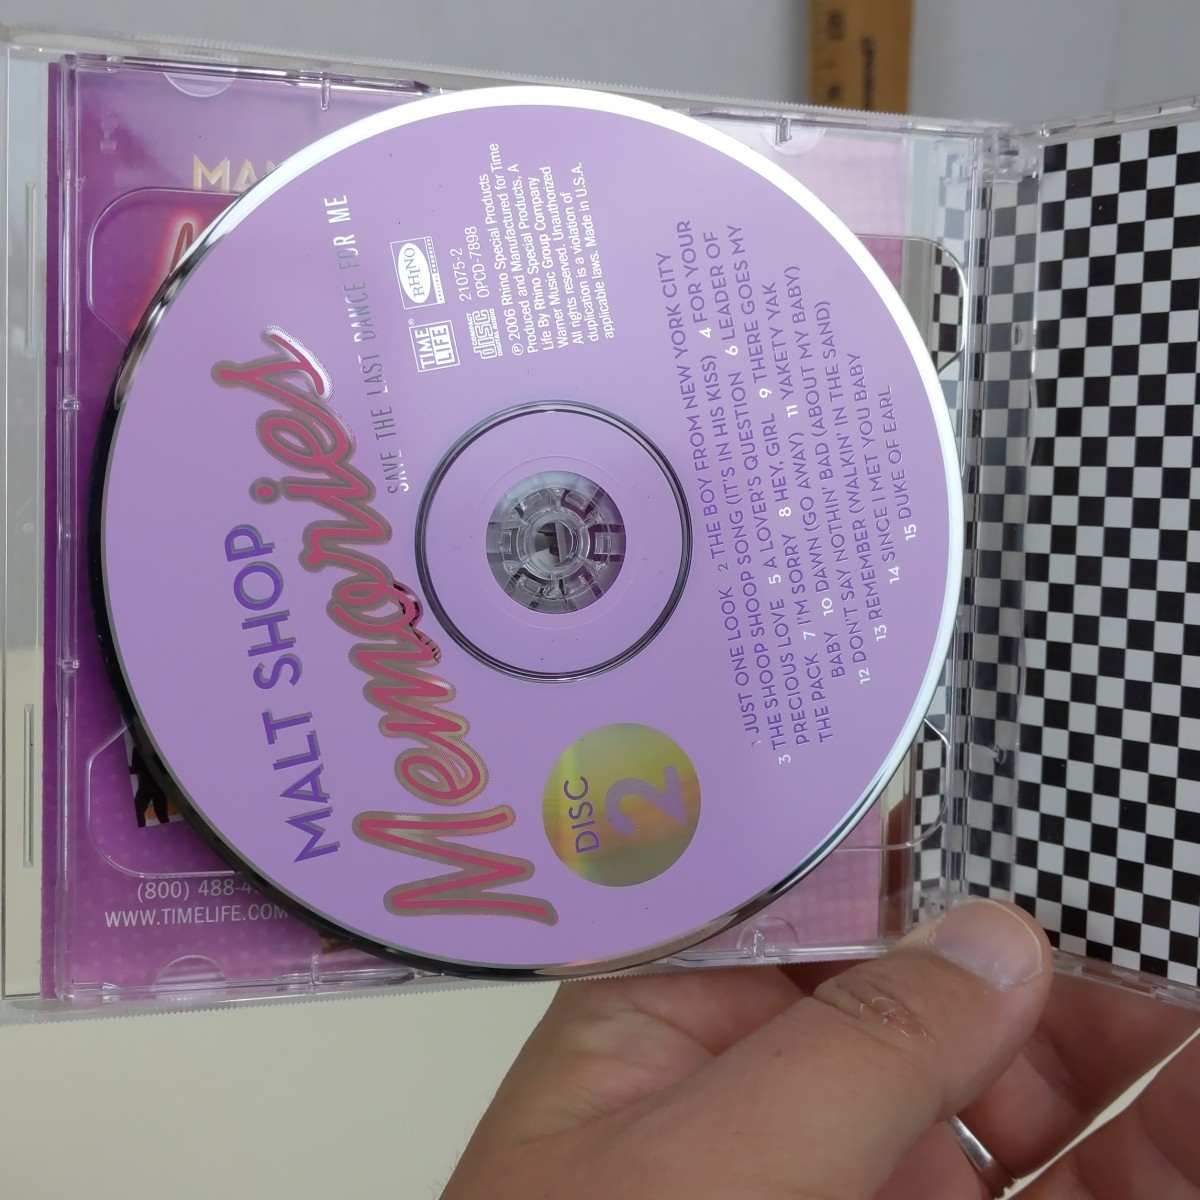 MALT SHOP
Memories
SAVE THE LAST DANCE FOR ME
DISC
2
TIME
LIFE
®
RHINO
COMPACT
disc
DIGITAL AUDIO
21075-2
OPCD-7898
℗ 2006 Rhino Special Products
Produced and Manufactured for Time
Life By Rhino Special Products, A
Warner Music Group Company
All rights reserved. Unauthorized
duplication is a violation of
applicable laws. Made in U.S.A.
1 JUST ONE LOOK 2 THE BOY FROM NEW YORK CITY
3 THE SHOOP SHOOP SONG (IT'S IN HIS KISS) 4 FOR YOUR
PRECIOUS LOVE 5 A LOVER'S QUESTION 6 LEADER OF
THE PACK 7 I'M SORRY 8 HEY, GIRL 9 THERE GOES MY
BABY 10 DAWN (GO AWAY) 11 YAKETY YAK
12 DON'T SAY NOTHIN' BAD (ABOUT MY BABY)
13 REMEMBER (WALKIN' IN THE SAND)
14 SINCE I MET YOU BABY
15 DUKE OF EARL
(800) 488-4
WWW.TIMELIFE.COM